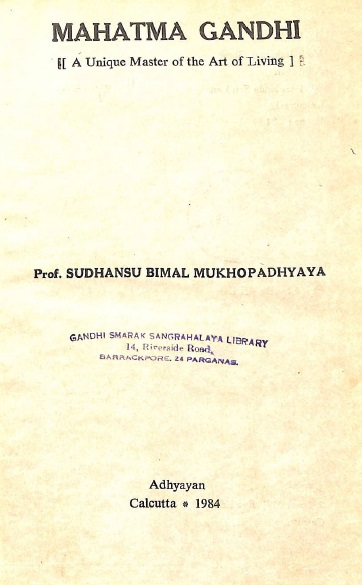 MAHATMA GANDHI
[ A Unique Master of the Art of Living ]
Prof. SUDHANSU BIMAL MUKHOPADHYAYA
GANDHI SMARAK SANGRAHALAYA LIBRARY
14, Riverside Road,
BARRACKPORE, 24 PARGANAS.
Adhyayan
Calcutta * 1984